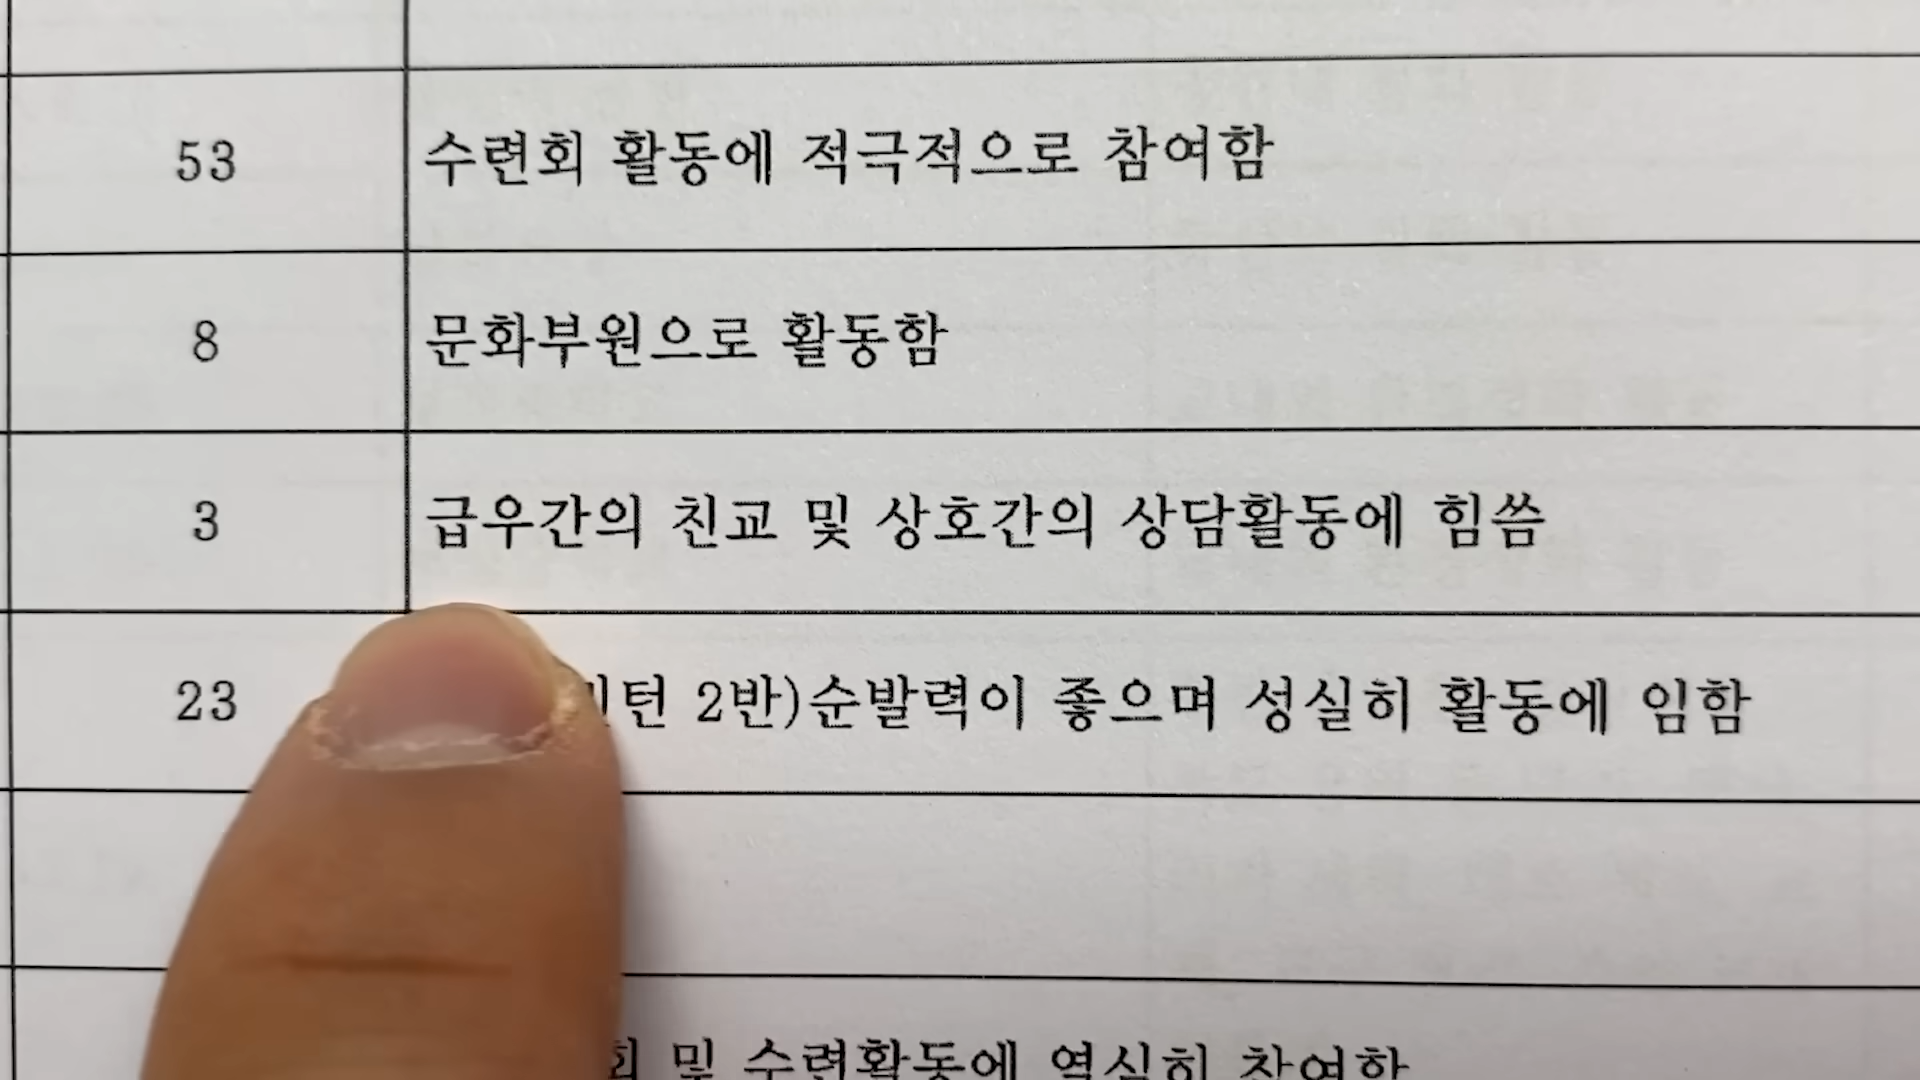 53 수련회 활동에 적극적으로 참여함
8 문화부원으로 활동함
3 급우간의 친교 및 상호간의 상담활동에 힘씀
23 2반)순발력이 좋으며 성실히 활동에 임함
및 수련활동에 열심히 참여함